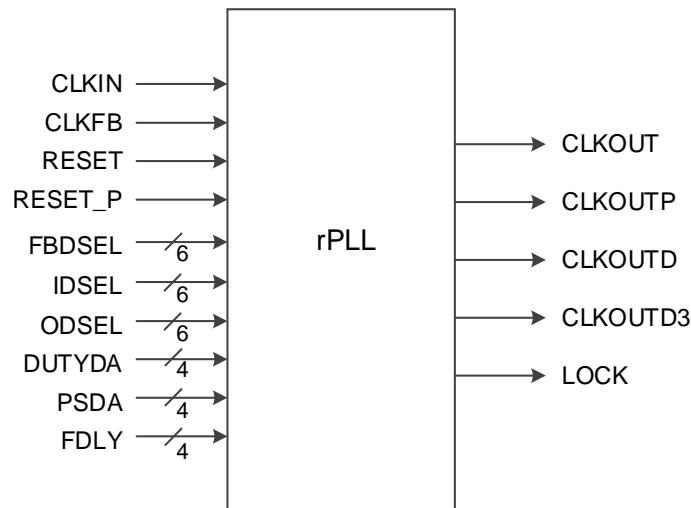 CLKIN
CLKFB
RESET
RESET_P
FBDSEL 6
IDSEL 6
ODSEL 6
DUTYDA 4
PSDA 4
FDLY 4
rPLL
CLKOUT
CLKOUTP
CLKOUTD
CLKOUTD3
LOCK